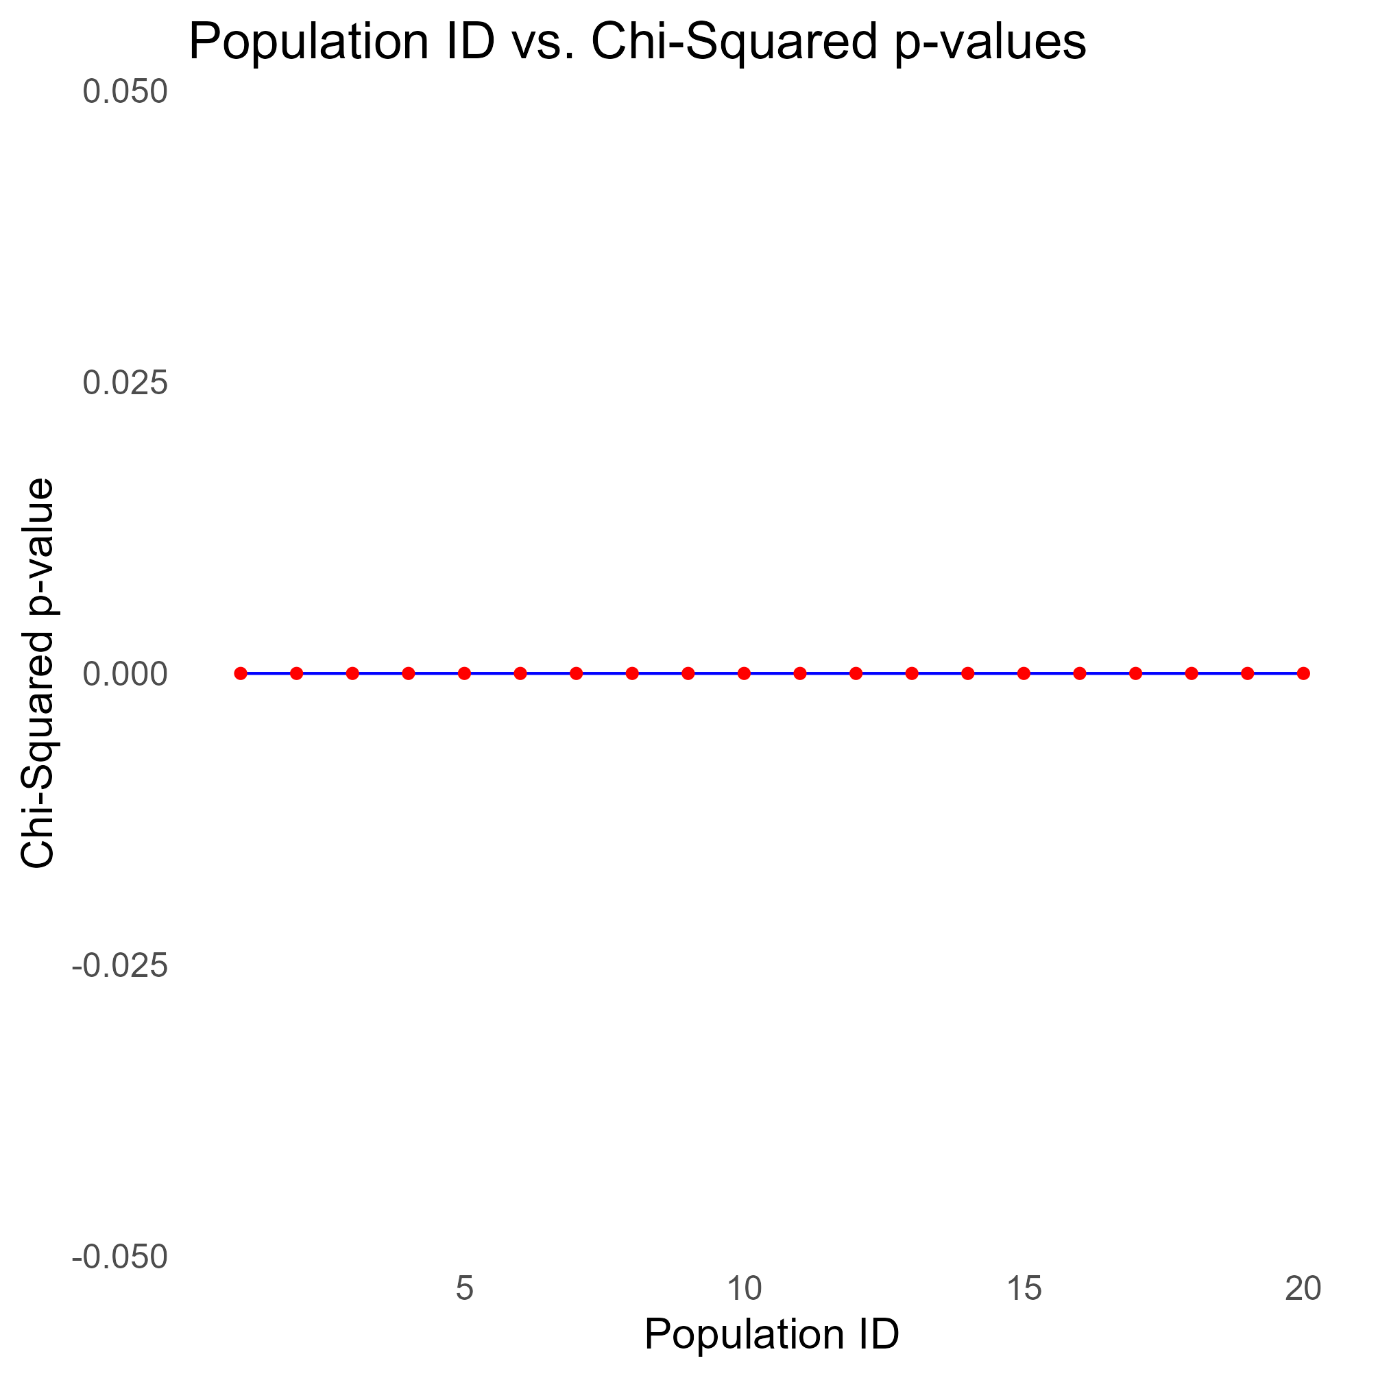 Population ID vs. Chi-Squared p-values
0.050
0.025
0.000
-0.025
-0.050
Chi-Squared p-value
5 10 15 20
Population ID